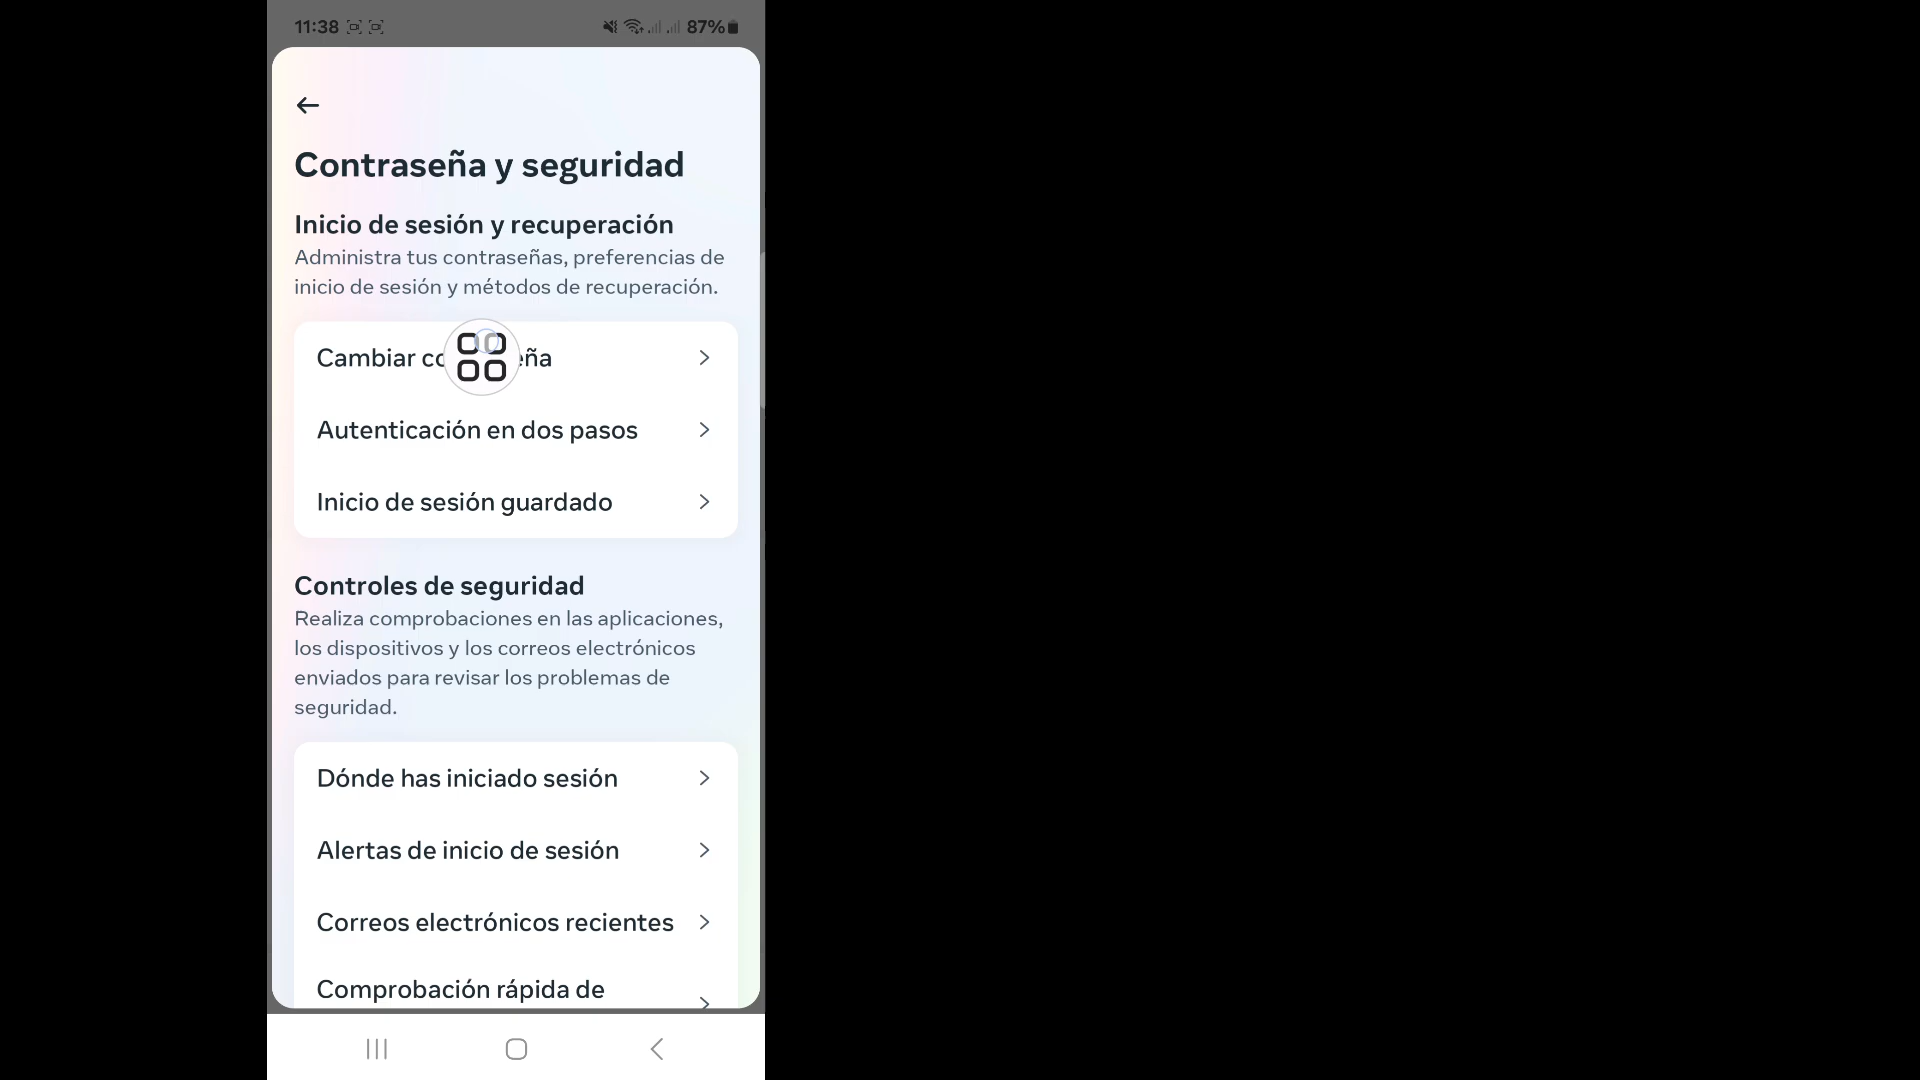 11:38
87%
Contraseña y seguridad
Inicio de sesión y recuperación
Administra tus contraseñas, preferencias de
inicio de sesión y métodos de recuperación.
Cambiar co ña
Autenticación en dos pasos
Inicio de sesión guardado
Controles de seguridad
Realiza comprobaciones en las aplicaciones,
los dispositivos y los correos electrónicos
enviados para revisar los problemas de
seguridad.
Dónde has iniciado sesión
Alertas de inicio de sesión
Correos electrónicos recientes
Comprobación rápida de